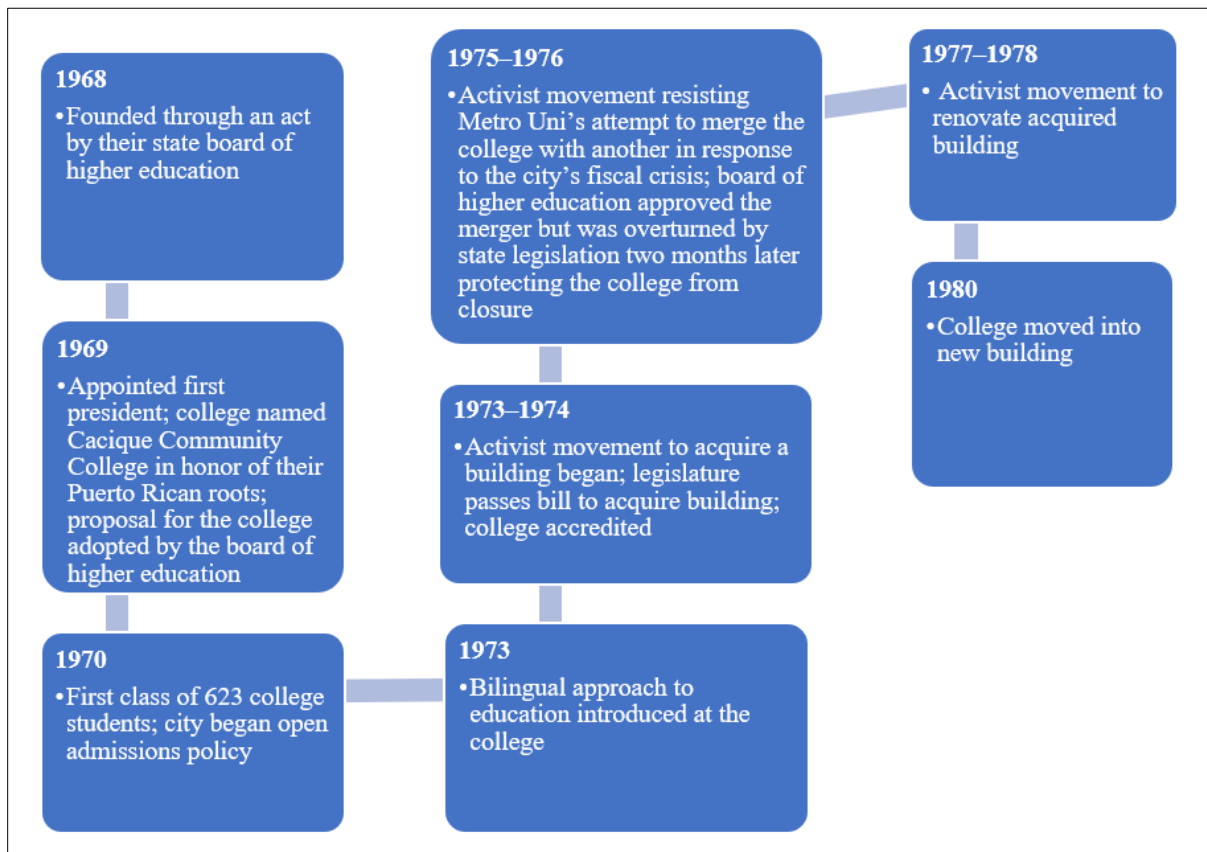 1968
•Founded through an act
by their state board of
higher education
1969
•Appointed first
president; college named
Cacique Community
College in honor of their
Puerto Rican roots;
proposal for the college
adopted by the board of
higher education
1970
•First class of 623 college
students; city began open
admissions policy
1973
•Bilingual approach to
education introduced at the
college
1973–1974
•Activist movement to acquire a
building began; legislature
passes bill to acquire building;
college accredited
1975–1976
•Activist movement resisting
Metro Uni’s attempt to merge the
college with another in response
to the city’s fiscal crisis; board of
higher education approved the
merger but was overturned by
state legislation two months later
protecting the college from
closure
1977–1978
• Activist movement to
renovate acquired
building
1980
•College moved into
new building